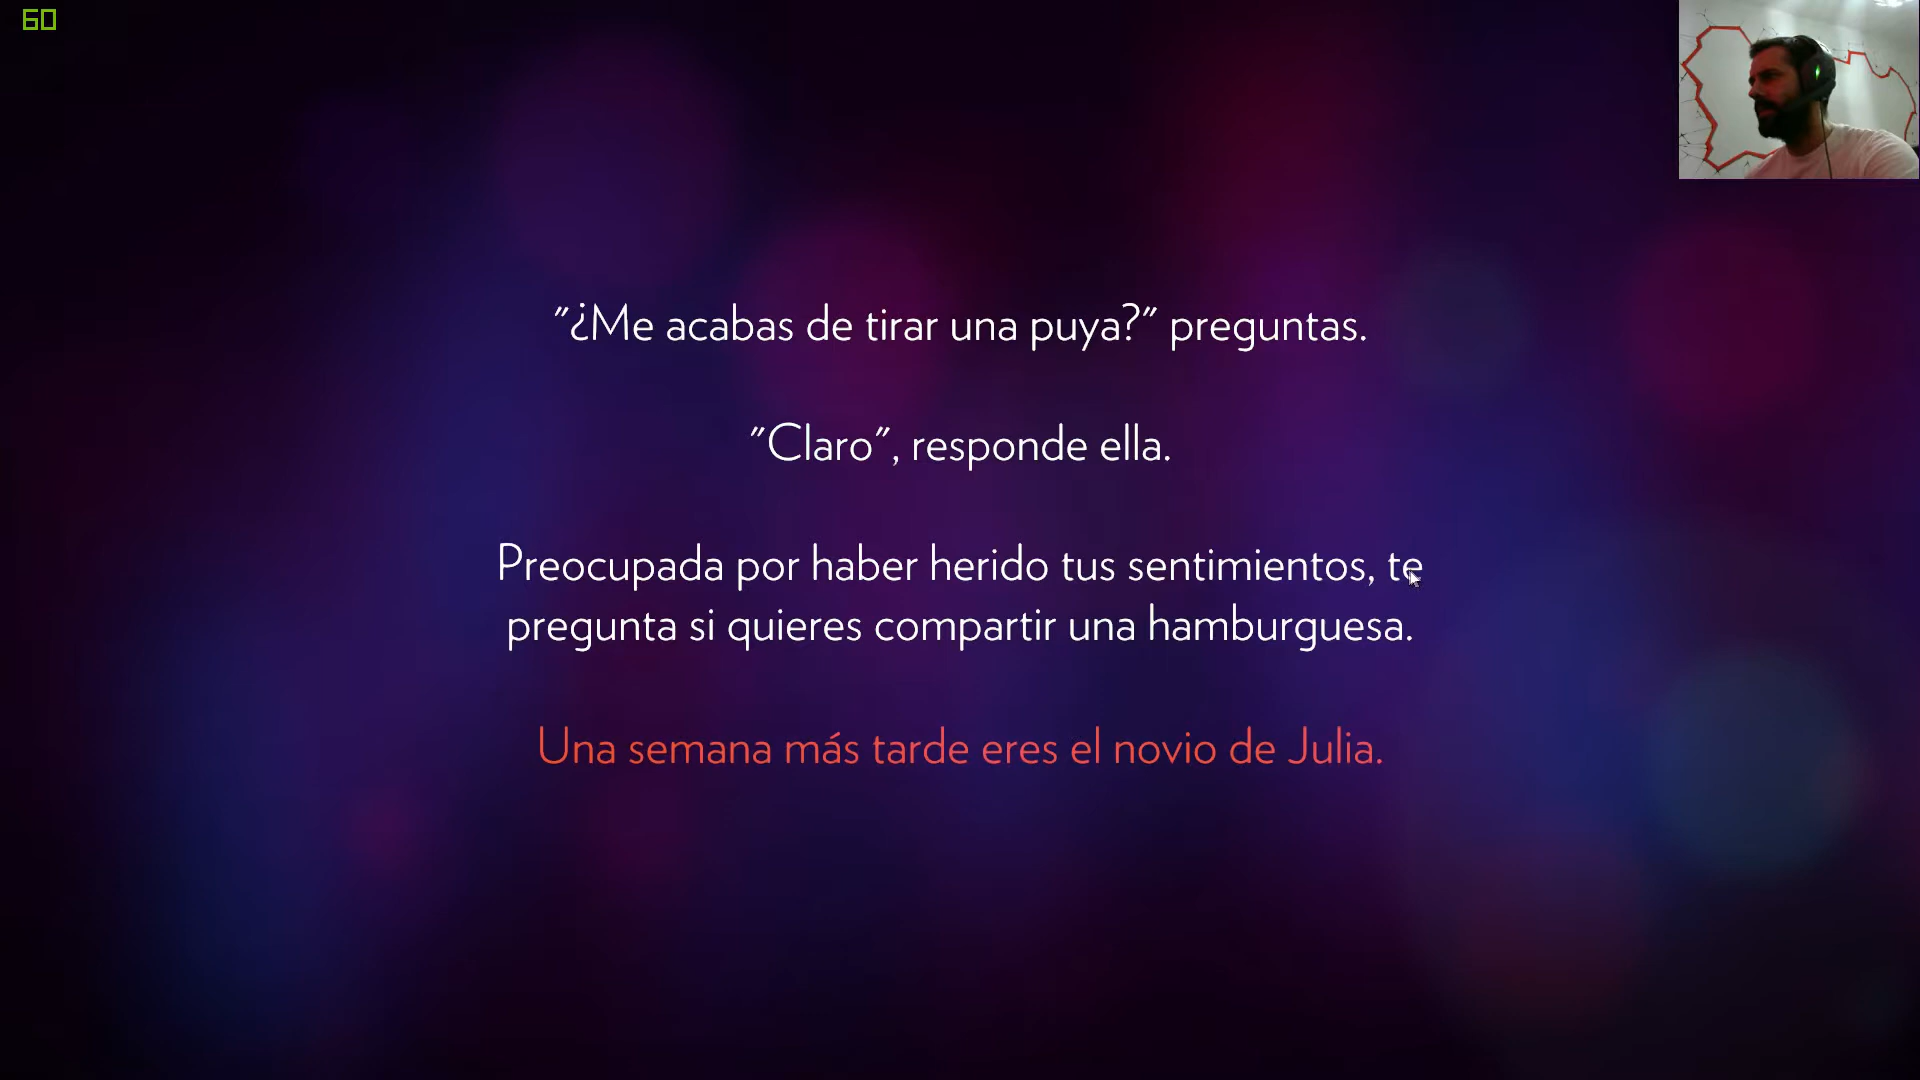 60
"¿Me acabas de tirar una puya?" preguntas.
"Claro", responde ella.
Preocupada por haber herido tus sentimientos, te
pregunta si quieres compartir una hamburguesa.
Una semana más tarde eres el novio de Julia.